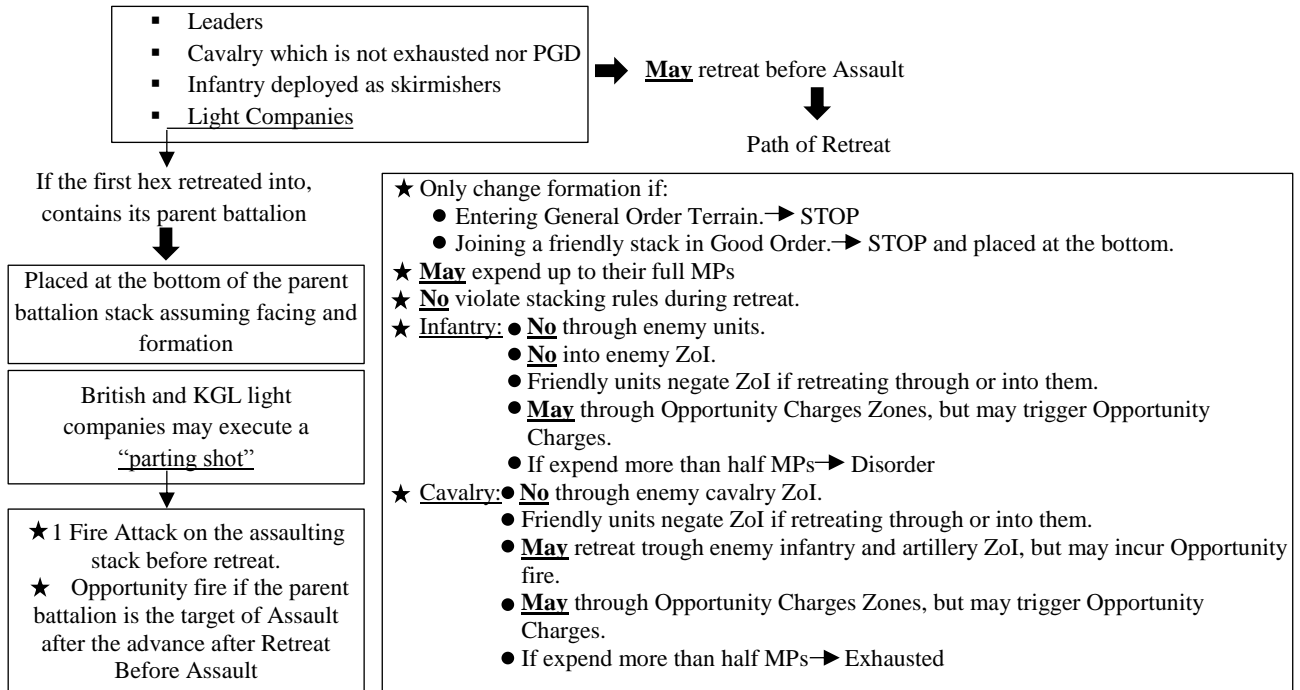 ▪ Leaders
▪ Cavalry which is not exhausted nor PGD
▪ Infantry deployed as skirmishers
▪ Light Companies
May retreat before Assault
Path of Retreat
If the first hex retreated into,
contains its parent battalion
Placed at the bottom of the parent
battalion stack assuming facing and
formation
British and KGL light
companies may execute a
“parting shot”
★ 1 Fire Attack on the assaulting
stack before retreat.
★ Opportunity fire if the parent
battalion is the target of Assault
after the advance after Retreat
Before Assault
★ Only change formation if:
● Entering General Order Terrain.→ STOP
● Joining a friendly stack in Good Order.→ STOP and placed at the bottom.
★ May expend up to their full MPs
★ No violate stacking rules during retreat.
★ Infantry: ● No through enemy units.
● No into enemy ZoI.
● Friendly units negate ZoI if retreating through or into them.
● May through Opportunity Charges Zones, but may trigger Opportunity
Charges.
● If expend more than half MPs→ Disorder
★ Cavalry: ● No through enemy cavalry ZoI.
● Friendly units negate ZoI if retreating through or into them.
● May retreat trough enemy infantry and artillery ZoI, but may incur Opportunity
fire.
● May through Opportunity Charges Zones, but may trigger Opportunity
Charges.
● If expend more than half MPs→ Exhausted